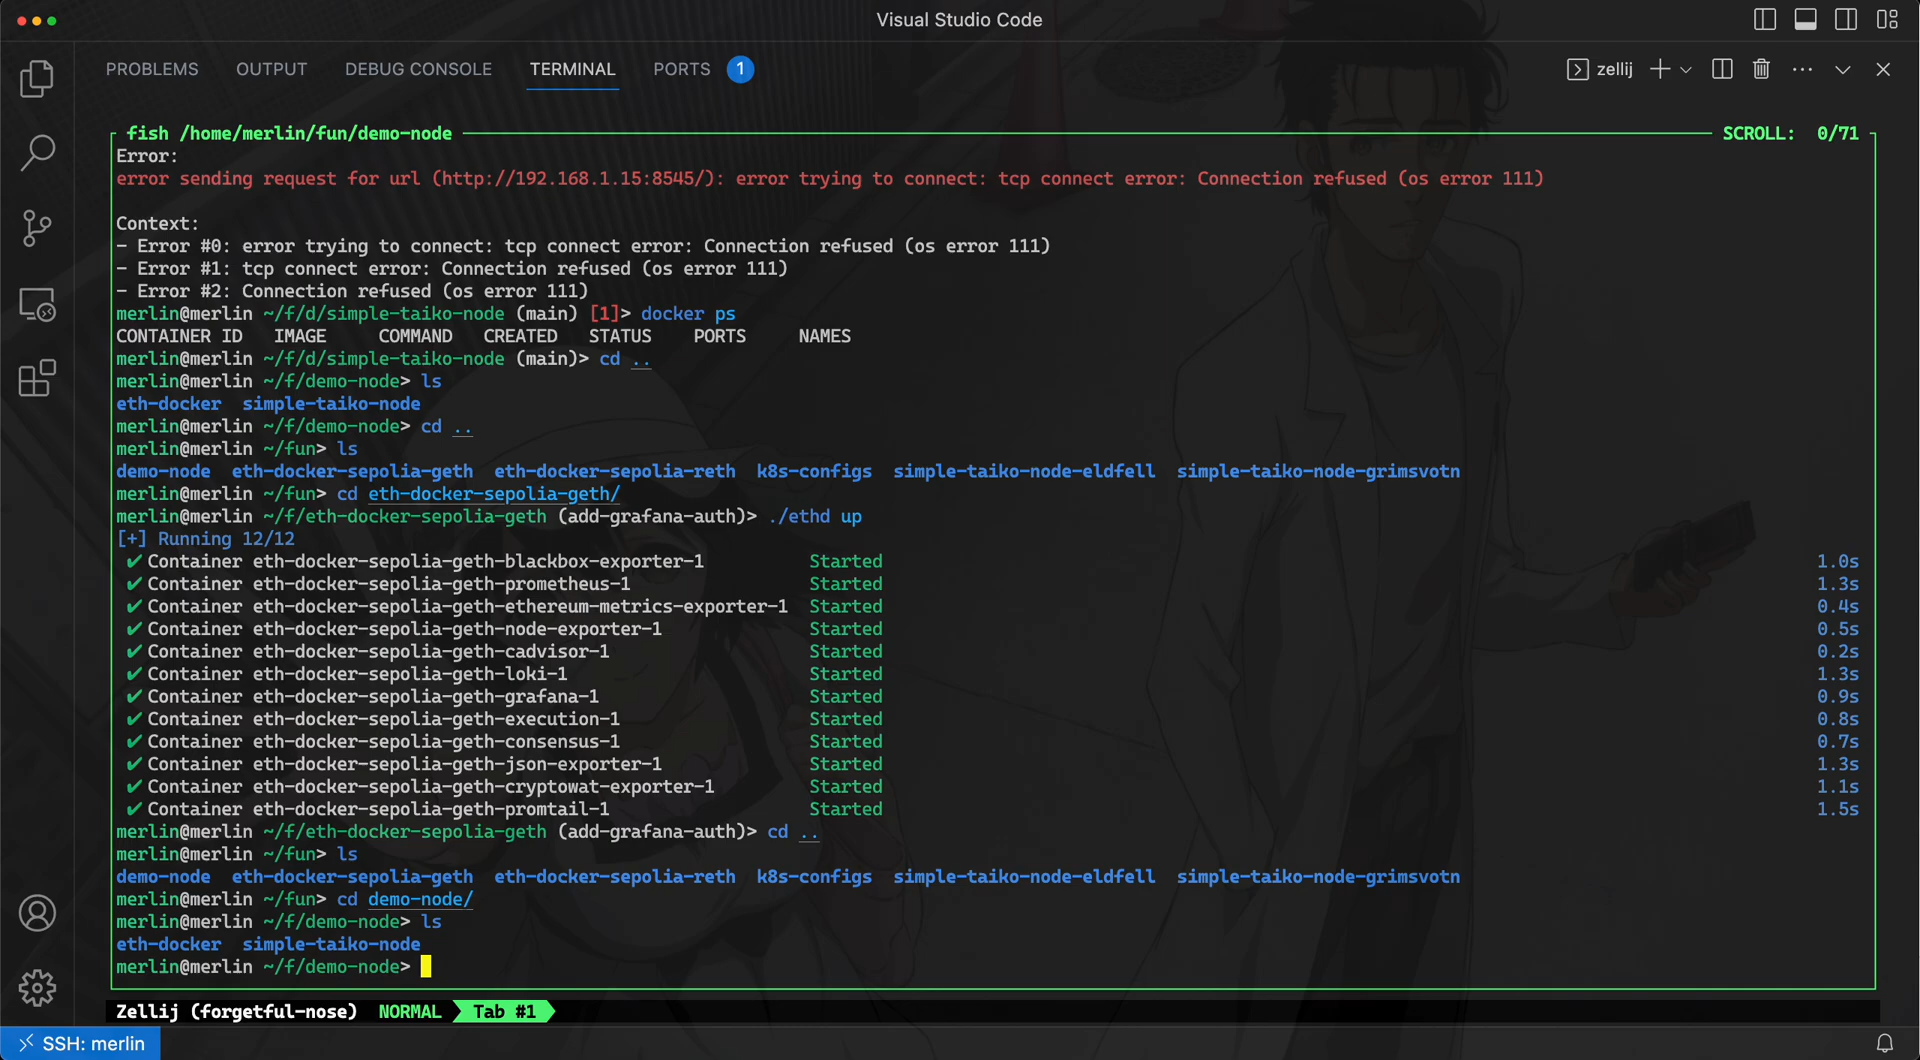 Visual Studio Code
PROBLEMS OUTPUT DEBUG CONSOLE TERMINAL PORTS 1 zellij
fish /home/merlin/fun/demo-node SCROLL: 0/71
Error:
error sending request for url (http://192.168.1.15:8545/): error trying to connect: tcp connect error: Connection refused (os error 111)
Context:
- Error #0: error trying to connect: tcp connect error: Connection refused (os error 111)
- Error #1: tcp connect error: Connection refused (os error 111)
- Error #2: Connection refused (os error 111)
merlin@merlin ~/f/d/simple-taiko-node (main) [1]> docker ps
CONTAINER ID IMAGE COMMAND CREATED STATUS PORTS NAMES
merlin@merlin ~/f/d/simple-taiko-node (main)> cd ..
merlin@merlin ~/f/demo-node> ls
eth-docker simple-taiko-node
merlin@merlin ~/f/demo-node> cd ..
merlin@merlin ~/fun> ls
demo-node eth-docker-sepolia-geth eth-docker-sepolia-reth k8s-configs simple-taiko-node-eldfell simple-taiko-node-grimsvotn
merlin@merlin ~/fun> cd eth-docker-sepolia-geth/
merlin@merlin ~/f/eth-docker-sepolia-geth (add-grafana-auth)> ./ethd up
[+] Running 12/12
✔ Container eth-docker-sepolia-geth-blackbox-exporter-1 Started 1.0s
✔ Container eth-docker-sepolia-geth-prometheus-1 Started 1.3s
✔ Container eth-docker-sepolia-geth-ethereum-metrics-exporter-1 Started 0.4s
✔ Container eth-docker-sepolia-geth-node-exporter-1 Started 0.5s
✔ Container eth-docker-sepolia-geth-cadvisor-1 Started 0.2s
✔ Container eth-docker-sepolia-geth-loki-1 Started 1.3s
✔ Container eth-docker-sepolia-geth-grafana-1 Started 0.9s
✔ Container eth-docker-sepolia-geth-execution-1 Started 0.8s
✔ Container eth-docker-sepolia-geth-consensus-1 Started 0.7s
✔ Container eth-docker-sepolia-geth-json-exporter-1 Started 1.3s
✔ Container eth-docker-sepolia-geth-cryptowat-exporter-1 Started 1.1s
✔ Container eth-docker-sepolia-geth-promtail-1 Started 1.5s
merlin@merlin ~/f/eth-docker-sepolia-geth (add-grafana-auth)> cd ..
merlin@merlin ~/fun> ls
demo-node eth-docker-sepolia-geth eth-docker-sepolia-reth k8s-configs simple-taiko-node-eldfell simple-taiko-node-grimsvotn
merlin@merlin ~/fun> cd demo-node/
merlin@merlin ~/f/demo-node> ls
eth-docker simple-taiko-node
merlin@merlin ~/f/demo-node>
Zellij (forgetful-nose) NORMAL Tab #1
SSH: merlin